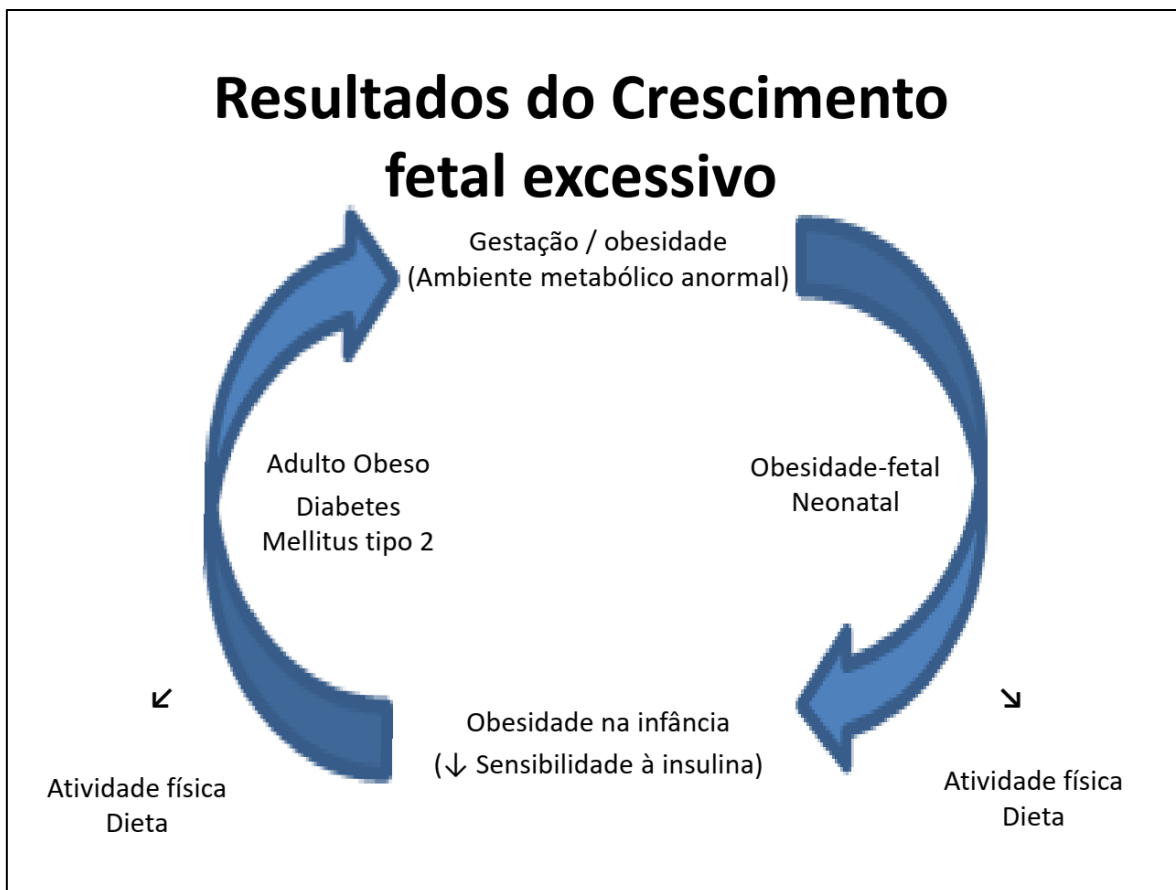 Resultados do Crescimento
fetal excessivo
Gestação / obesidade
(Ambiente metabólico anormal)
Adulto Obeso
Diabetes
Mellitus tipo 2
Obesidade-fetal
Neonatal
Obesidade na infância
(↓ Sensibilidade à insulina)
↙
Atividade física
Dieta
↘
Atividade física
Dieta